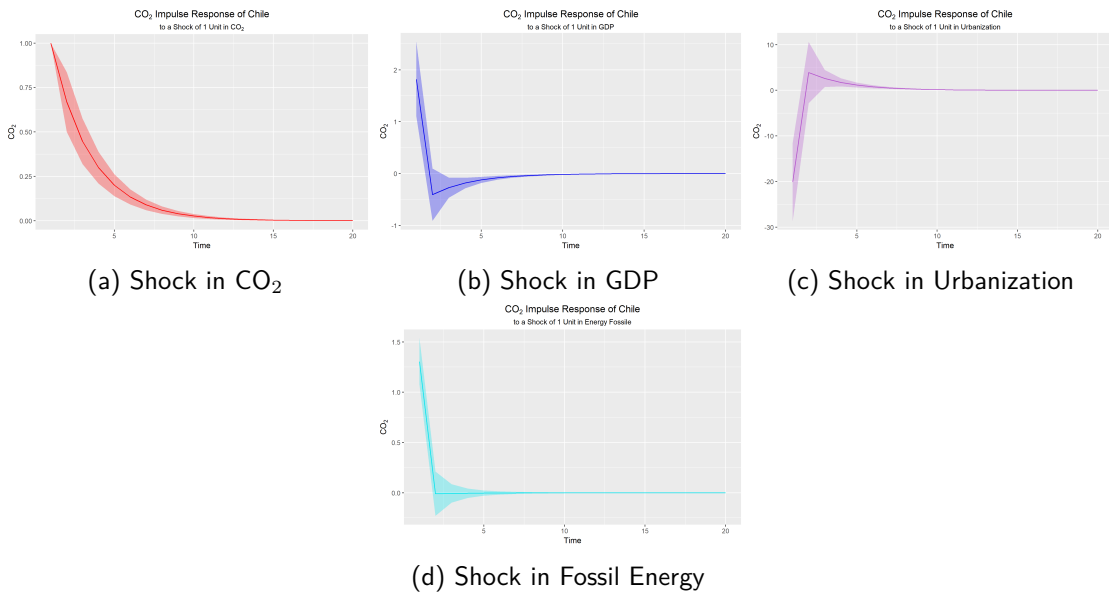 CO₂ Impulse Response of Chile
to a Shock of 1 Unit in CO₂
1.00
0.75
0.50
0.25
0.00
CO₂
5
10
15
20
Time
(a) Shock in CO₂
CO₂ Impulse Response of Chile
to a Shock of 1 Unit in GDP
2
1
0
-1
CO₂
5
10
15
20
Time
(b) Shock in GDP
CO₂ Impulse Response of Chile
to a Shock of 1 Unit in Urbanization
10
0
-10
-20
-30
CO₂
5
10
15
20
Time
(c) Shock in Urbanization
CO₂ Impulse Response of Chile
to a Shock of 1 Unit in Energy Fossile
1.5
1.0
0.5
0.0
CO₂
5
10
15
20
Time
(d) Shock in Fossil Energy